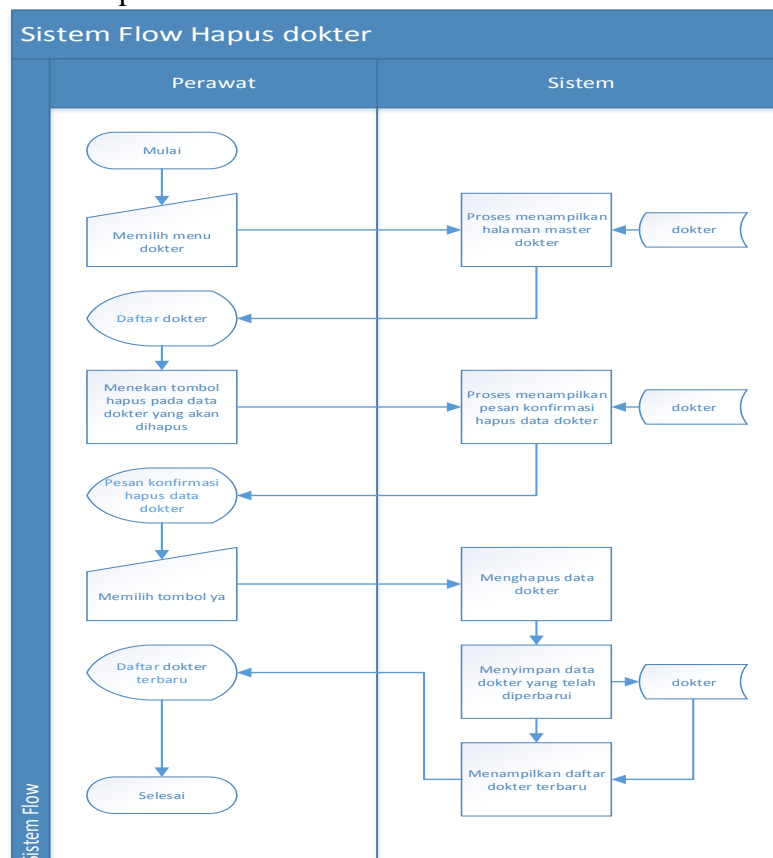 Sistem Flow Hapus dokter
Perawat
Sistem
Mulai
Memilih menu
dokter
Proses menampilkan
halaman master
dokter
dokter
Daftar dokter
Menekan tombol
hapus pada data
dokter yang akan
dihapus
Proses menampilkan
pesan konfirmasi
hapus data dokter
dokter
Pesan konfirmasi
hapus data
dokter
Memilih tombol ya
Menghapus data
dokter
Daftar dokter
terbaru
Menyimpan data
dokter yang telah
diperbarui
dokter
Menampilkan daftar
dokter terbaru
Selesai
Sistem Flow